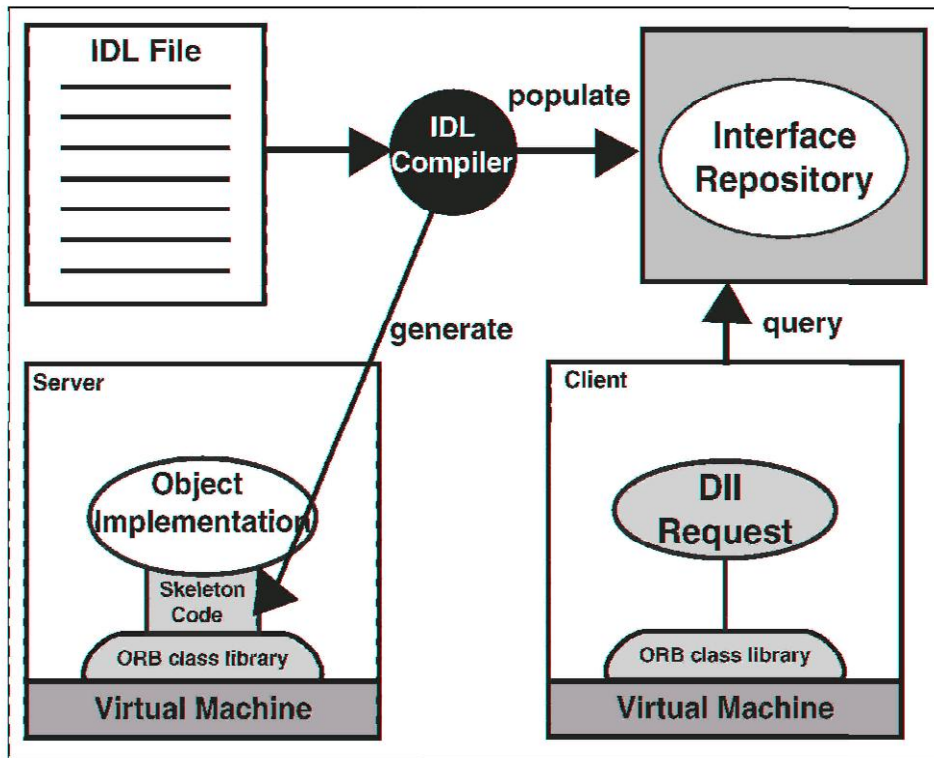 IDL File
IDL
Compiler
populate
Interface
Repository
generate
query
Server
Object
Implementation
Skeleton
Code
ORB class library
Virtual Machine
Client
DII
Request
ORB class library
Virtual Machine